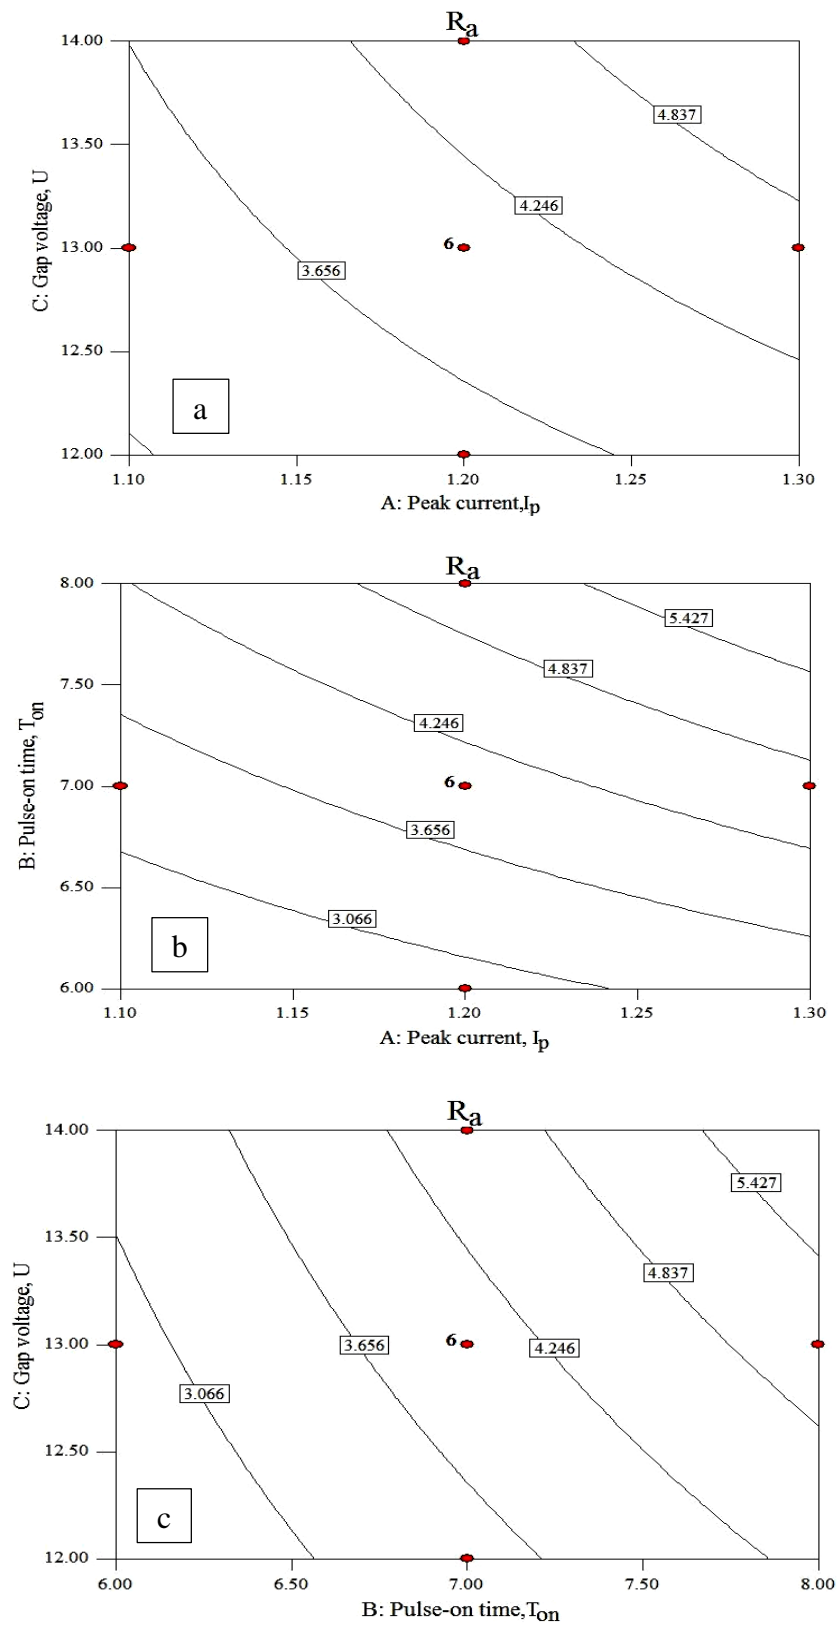 Ra
14.00
4.837
13.50
4.246
C: Gap voltage, U
13.00
6
3.656
12.50
a
12.00
1.10 1.15 1.20 1.25 1.30
A: Peak current,Ip
Ra
8.00
5.427
4.837
7.50
4.246
B: Pulse-on time, Ton
7.00
6
3.656
6.50
3.066
b
6.00
1.10 1.15 1.20 1.25 1.30
A: Peak current, Ip
Ra
14.00
5.427
13.50
4.837
C: Gap voltage, U
13.00
3.656
6
4.246
3.066
12.50
c
12.00
6.00 6.50 7.00 7.50 8.00
B: Pulse-on time,Ton